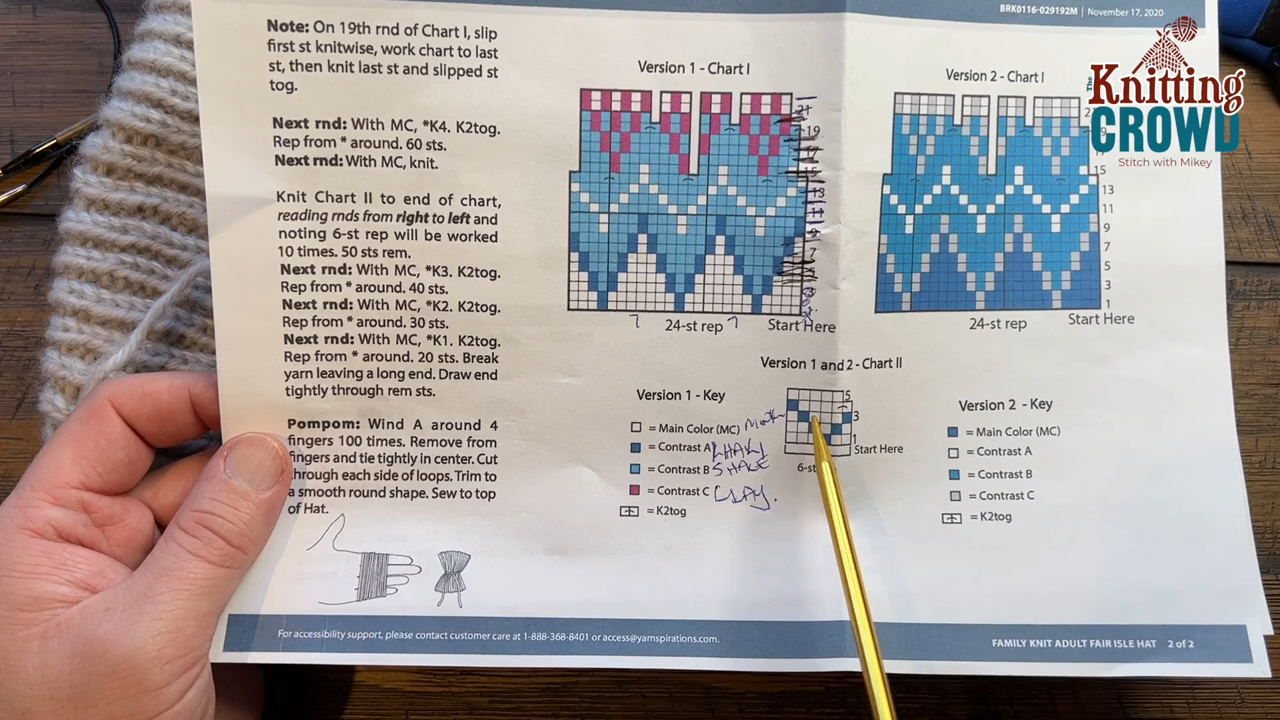 BRK0116-029192M | November 17, 2020
The
Knitting
CROWD
Stitch with Mikey
Note: On 19th rnd of Chart I, slip
first st knitwise, work chart to last
st, then knit last st and slipped st
tog.
Next rnd: With MC, *K4. K2tog.
Rep from * around. 60 sts.
Next rnd: With MC, knit.
Knit Chart II to end of chart,
reading rnds from right to left and
noting 6-st rep will be worked
10 times. 50 sts rem.
Next rnd: With MC, *K3. K2tog.
Rep from * around. 40 sts.
Next rnd: With MC, *K2. K2tog.
Rep from * around. 30 sts.
Next rnd: With MC, *K1. K2tog.
Rep from * around. 20 sts. Break
yarn leaving a long end. Draw end
tightly through rem sts.
Pompom: Wind A around 4
fingers 100 times. Remove from
fingers and tie tightly in center. Cut
through each side of loops. Trim to
a smooth round shape. Sew to top
of Hat.
Version 1 - Chart I
21
19
17
15
13
11
9
7
7 24-st rep 7 Start Here
Version 2 - Chart I
15
13
11
9
7
5
3
1
24-st rep Start Here
Version 1 and 2 - Chart II
5
3
1
Start Here
6-st
Version 1 - Key
= Main Color (MC)
= Contrast A KHAKI
= Contrast B SHALE
= Contrast C CLAY.
= K2tog
Version 2 - Key
= Main Color (MC)
= Contrast A
= Contrast B
= Contrast C
= K2tog
For accessibility support, please contact customer care at 1-888-368-8401 or access@yarnspirations.com.
FAMILY KNIT ADULT FAIR ISLE HAT 2 of 2